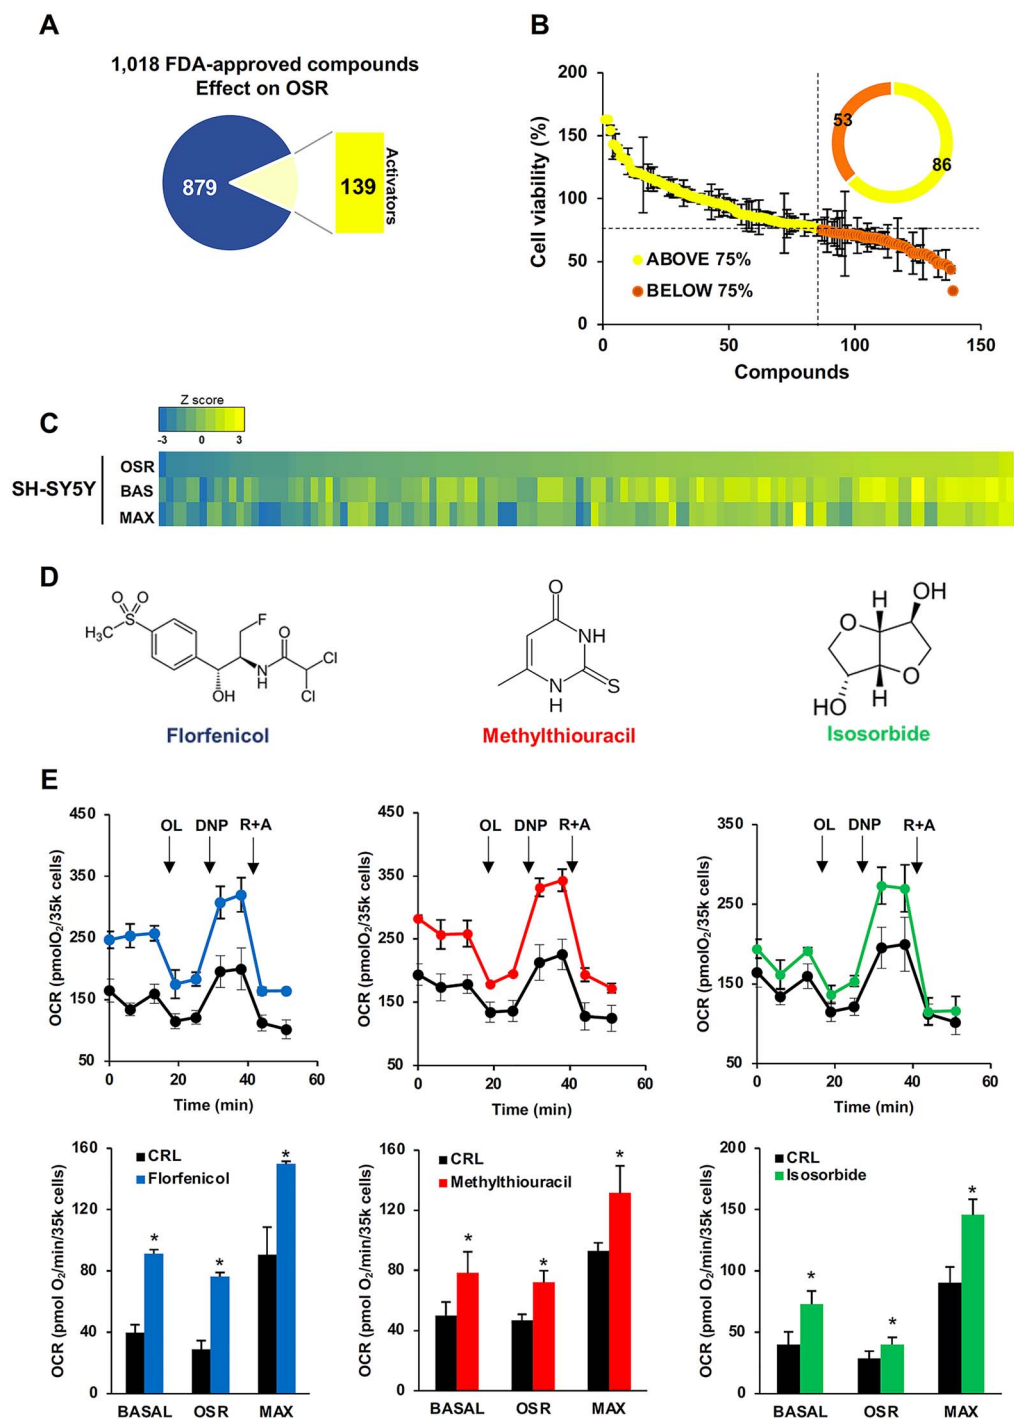 A
1,018 FDA-approved compounds
Effect on OSR
879
139
Activators
B
Cell viability (%)
200
150
100
50
0
53
86
ABOVE 75%
BELOW 75%
0
50
100
150
Compounds
C
Z score
-3
0
3
SH-SY5Y
OSR
BAS
MAX
D
O
O
S
H₃C
F
O
Cl
N
H
OH
Cl
Florfenicol
O
NH
N
H
S
Methylthiouracil
OH
H
O
O
H
HO
Isosorbide
E
OCR (pmolO₂/35k cells)
450
350
250
150
50
OL
DNP
R+A
0
20
40
60
Time (min)
OCR (pmolO₂/35k cells)
450
350
250
150
50
OL
DNP
R+A
0
20
40
60
Time (min)
OCR (pmolO₂/35k cells)
350
250
150
50
OL
DNP
R+A
0
20
40
60
Time (min)
OCR (pmol O₂/min/35k cells)
160
120
80
40
0
CRL
Florfenicol
*
*
*
BASAL
OSR
MAX
OCR (pmol O₂/min/35k cells)
160
120
80
40
0
CRL
Methylthiouracil
*
*
*
BASAL
OSR
MAX
OCR (pmol O₂/min/35k cells)
200
150
100
50
0
CRL
Isosorbide
*
*
*
BASAL
OSR
MAX